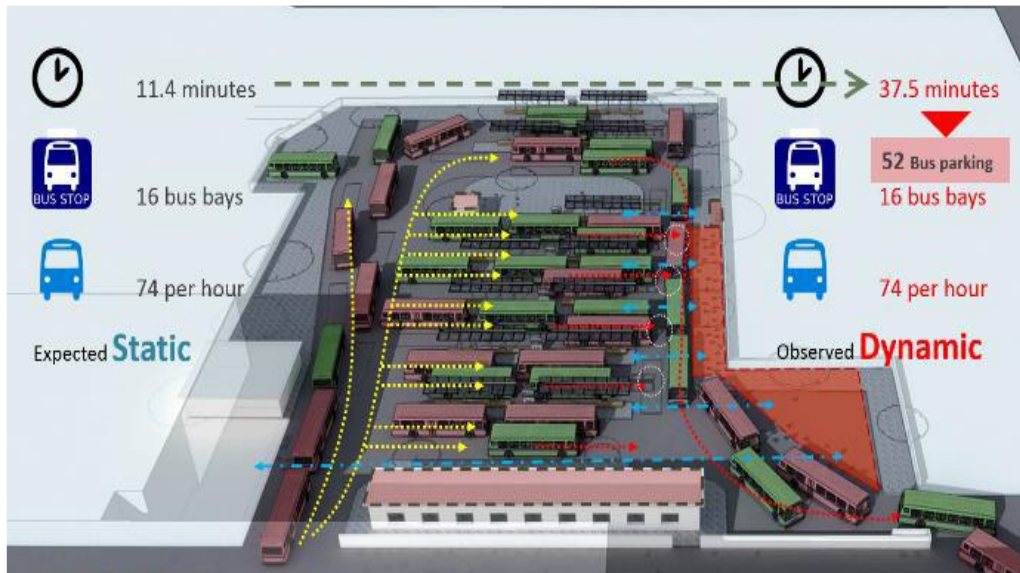 11.4 minutes
BUS STOP
16 bus bays
74 per hour
Expected Static
37.5 minutes
52 Bus parking
BUS STOP
16 bus bays
74 per hour
Observed Dynamic